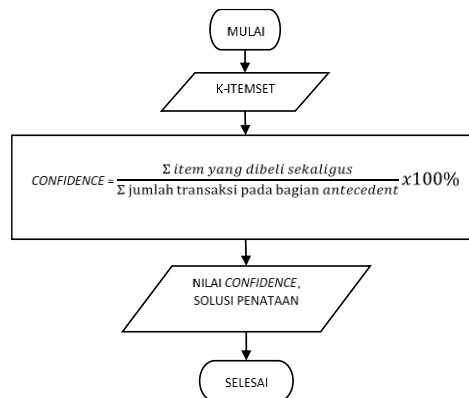 MULAI
K-ITEMSET
CONFIDENCE = Σ item yang dibeli sekaligus / Σ jumlah transaksi pada bagian antecedent x100%
NILAI CONFIDENCE,
SOLUSI PENATAAN
SELESAI